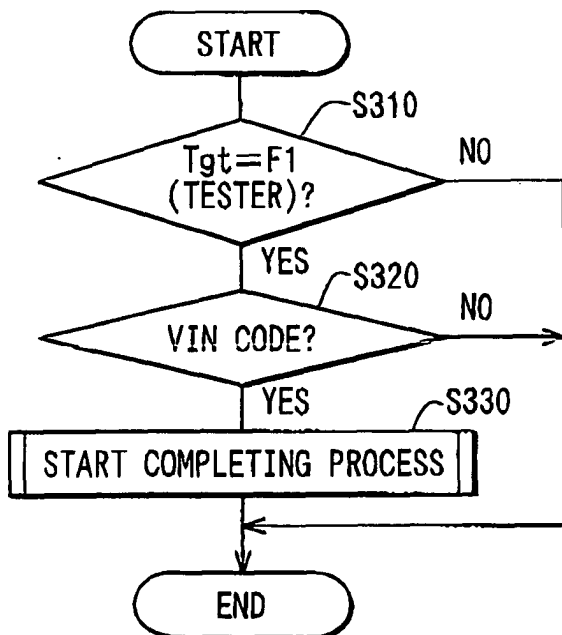 START
S310
Tgt=F1
(TESTER)?
NO
YES
S320
VIN CODE?
NO
YES
S330
START COMPLETING PROCESS
END